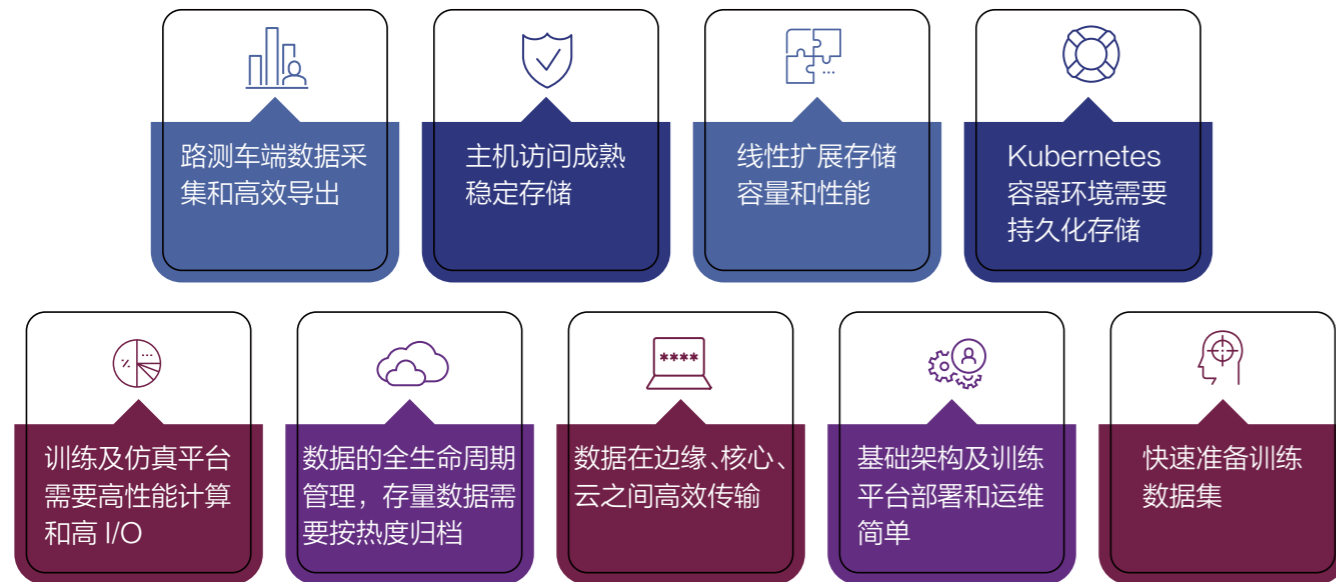 路测车端数据采
集和高效导出
主机访问成熟
稳定存储
线性扩展存储
容量和性能
Kubernetes
容器环境需要
持久化存储
训练及仿真平台
需要高性能计算
和高 I/O
数据的全生命周期
管理，存量数据需
要按热度归档
****
数据在边缘、核心、
云之间高效传输
基础架构及训练
平台部署和运维
简单
快速准备训练
数据集